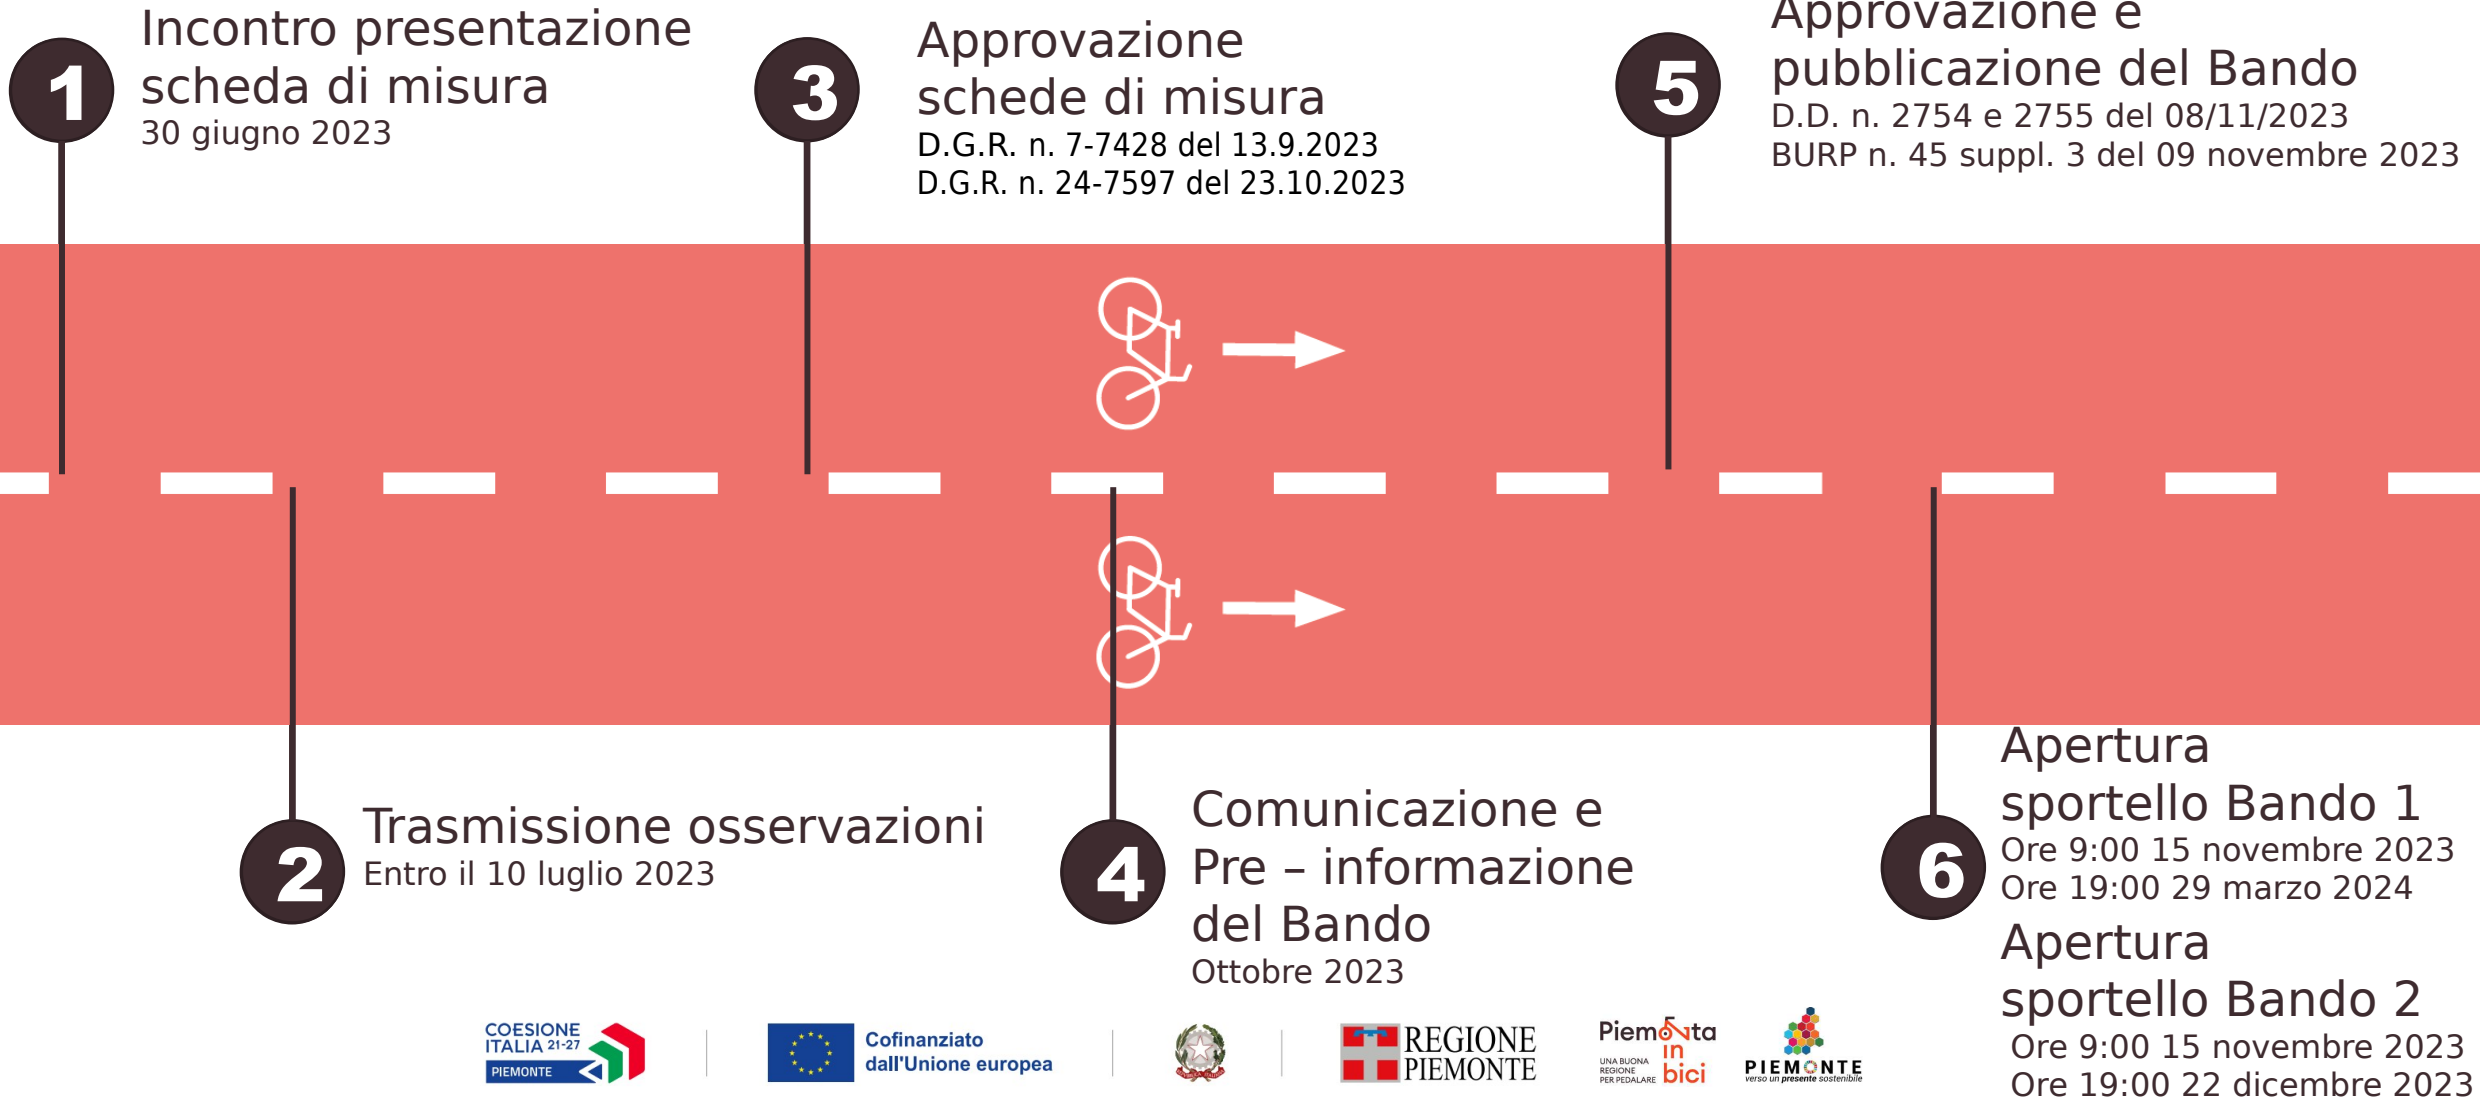 1
Incontro presentazione
scheda di misura
30 giugno 2023
3
Approvazione
schede di misura
D.G.R. n. 7-7428 del 13.9.2023
D.G.R. n. 24-7597 del 23.10.2023
5
Approvazione e
pubblicazione del Bando
D.D. n. 2754 e 2755 del 08/11/2023
BURP n. 45 suppl. 3 del 09 novembre 2023
2
Trasmissione osservazioni
Entro il 10 luglio 2023
4
Comunicazione e
Pre – informazione
del Bando
Ottobre 2023
6
Apertura
sportello Bando 1
Ore 9:00 15 novembre 2023
Ore 19:00 29 marzo 2024
Apertura
sportello Bando 2
Ore 9:00 15 novembre 2023
Ore 19:00 22 dicembre 2023
COESIONE
ITALIA 21-27
PIEMONTE
Cofinanziato
dall'Unione europea
REGIONE
PIEMONTE
Piemonta
in
bici
UNA BUONA
REGIONE
PER PEDALARE
PIEMONTE
verso un presente sostenibile